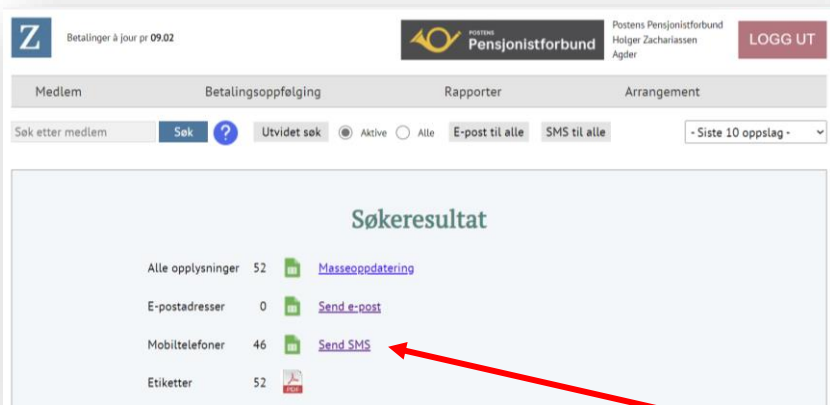 Z
Betalinger à jour pr 09.02
POSTENS
Pensjonistforbund
Postens Pensjonistforbund
Holger Zachariassen
Agder
LOGG UT
Medlem Betalingsoppfølging Rapporter Arrangement
Søk etter medlem Søk ? Utvidet søk Aktive Alle E-post til alle SMS til alle - Siste 10 oppslag -
Søkeresultat
Alle opplysninger 52 Masseoppdatering
E-postadresser 0 Send e-post
Mobiltelefoner 46 Send SMS
Etiketter 52 PDF